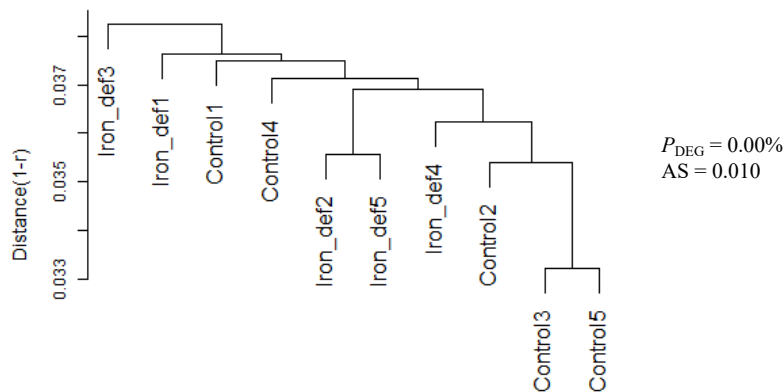 Distance(1-r)
0.037
0.035
0.033
Iron_def3
Iron_def1
Control1
Control4
Iron_def2
Iron_def5
Iron_def4
Control2
Control3
Control5
P_DEG = 0.00%
AS = 0.010